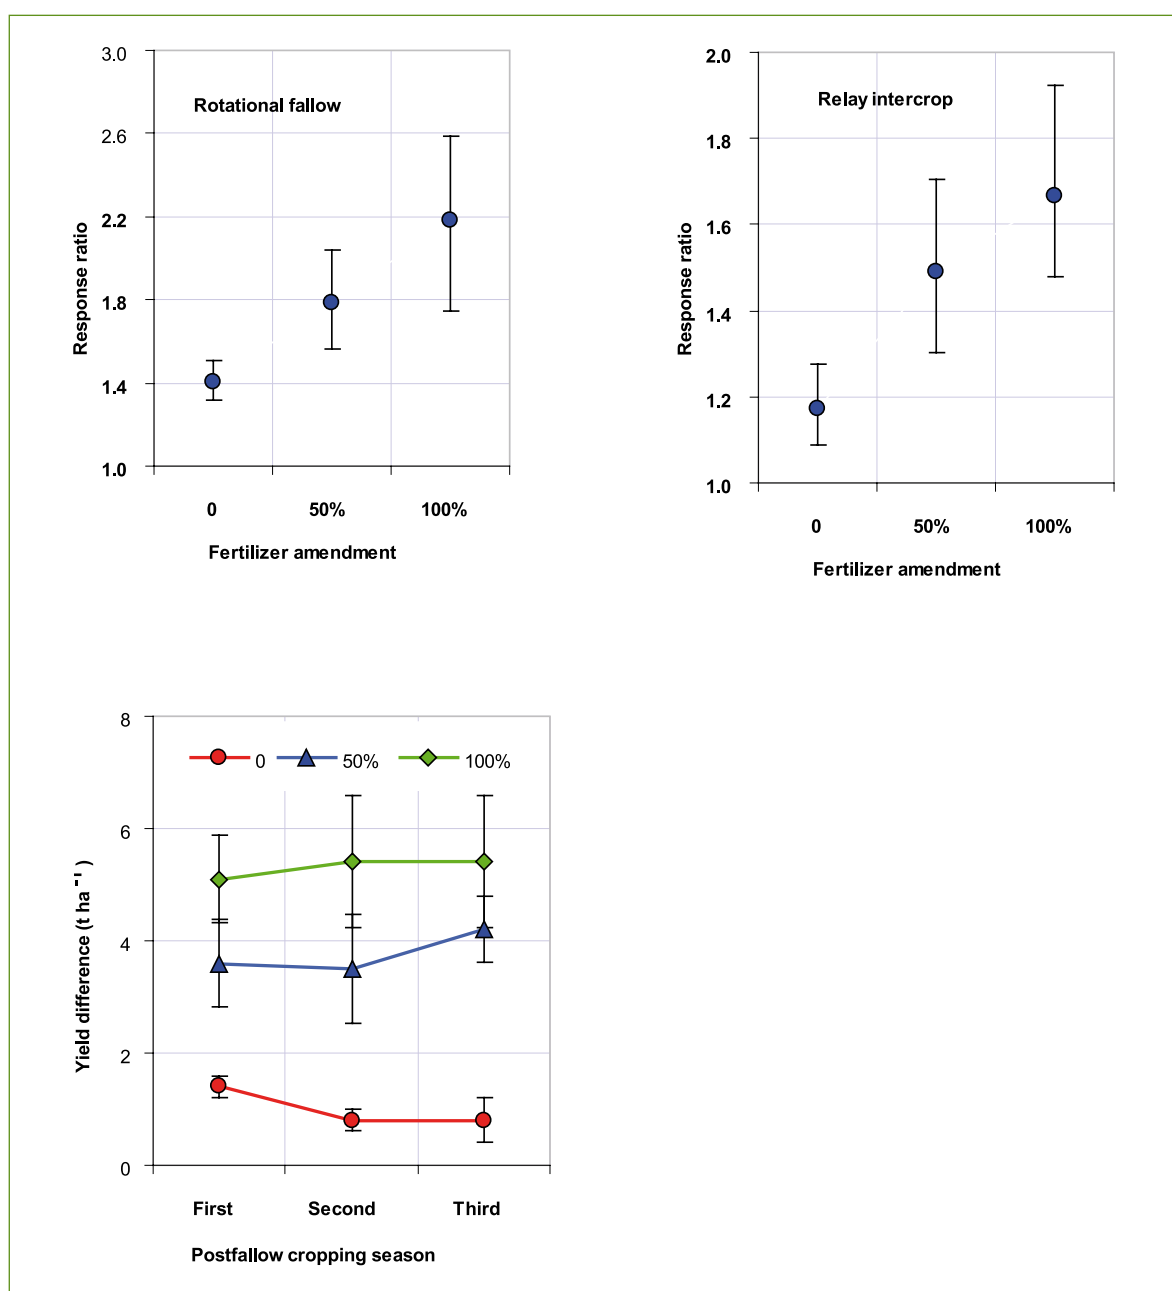 3.0
Rotational fallow
2.6
2.2
1.8
1.4
1.0
Response ratio
0 50% 100%
Fertilizer amendment
2.0
Relay intercrop
1.8
1.6
1.4
1.2
1.0
Response ratio
0 50% 100%
Fertilizer amendment
8
0 50% 100%
6
4
2
0
Yield difference (t ha⁻¹)
First Second Third
Postfallow cropping season